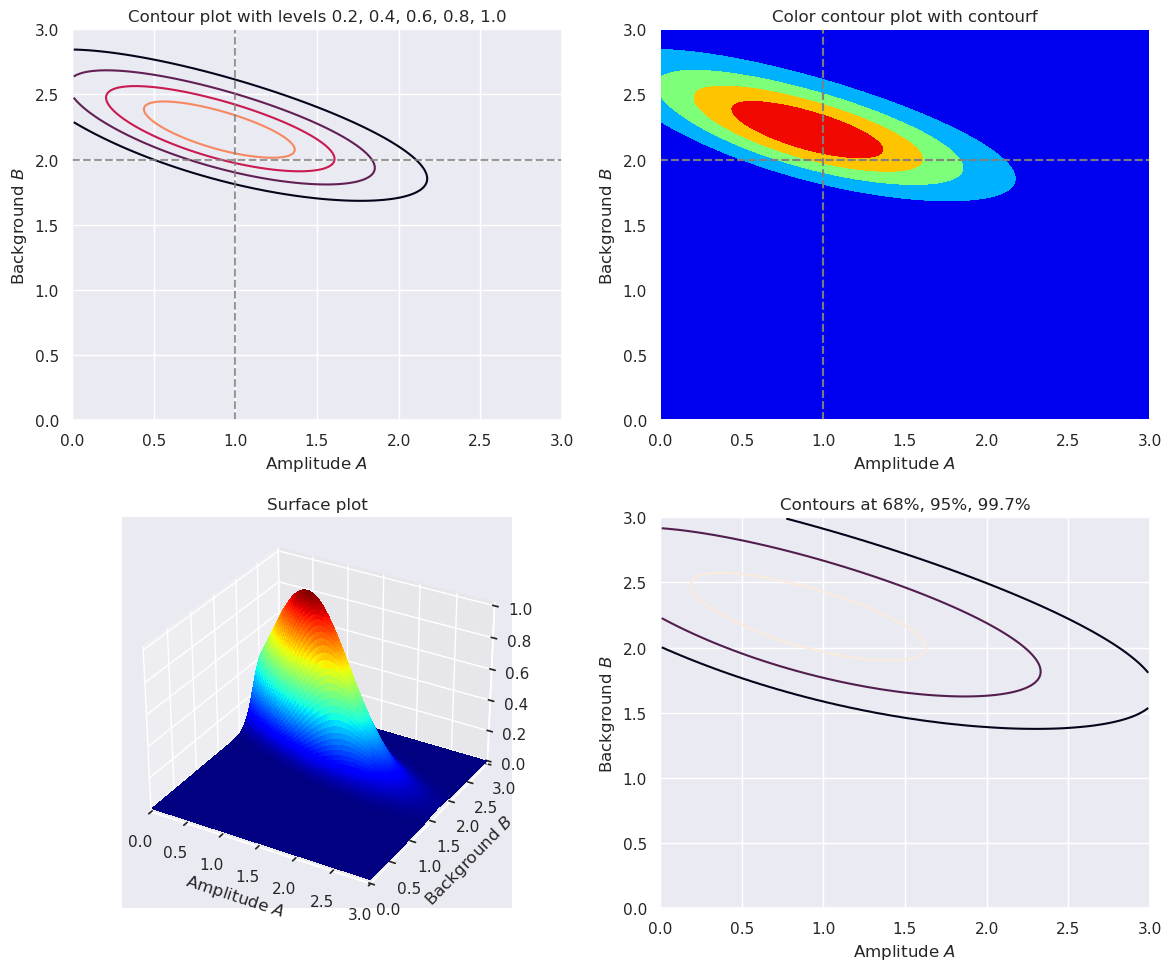 Contour plot with levels 0.2, 0.4, 0.6, 0.8, 1.0
3.0
2.5
2.0
1.5
1.0
0.5
0.0
Background B
0.0 0.5 1.0 1.5 2.0 2.5 3.0
Amplitude A
Color contour plot with contourf
3.0
2.5
2.0
1.5
1.0
0.5
0.0
Background B
0.0 0.5 1.0 1.5 2.0 2.5 3.0
Amplitude A
Surface plot
1.0
0.8
0.6
0.4
0.2
0.0
3.0
2.5
2.0
1.5
1.0
0.5
0.0
Background B
0.0 0.5 1.0 1.5 2.0 2.5 3.0
Amplitude A
Contours at 68%, 95%, 99.7%
3.0
2.5
2.0
1.5
1.0
0.5
0.0
Background B
0.0 0.5 1.0 1.5 2.0 2.5 3.0
Amplitude A